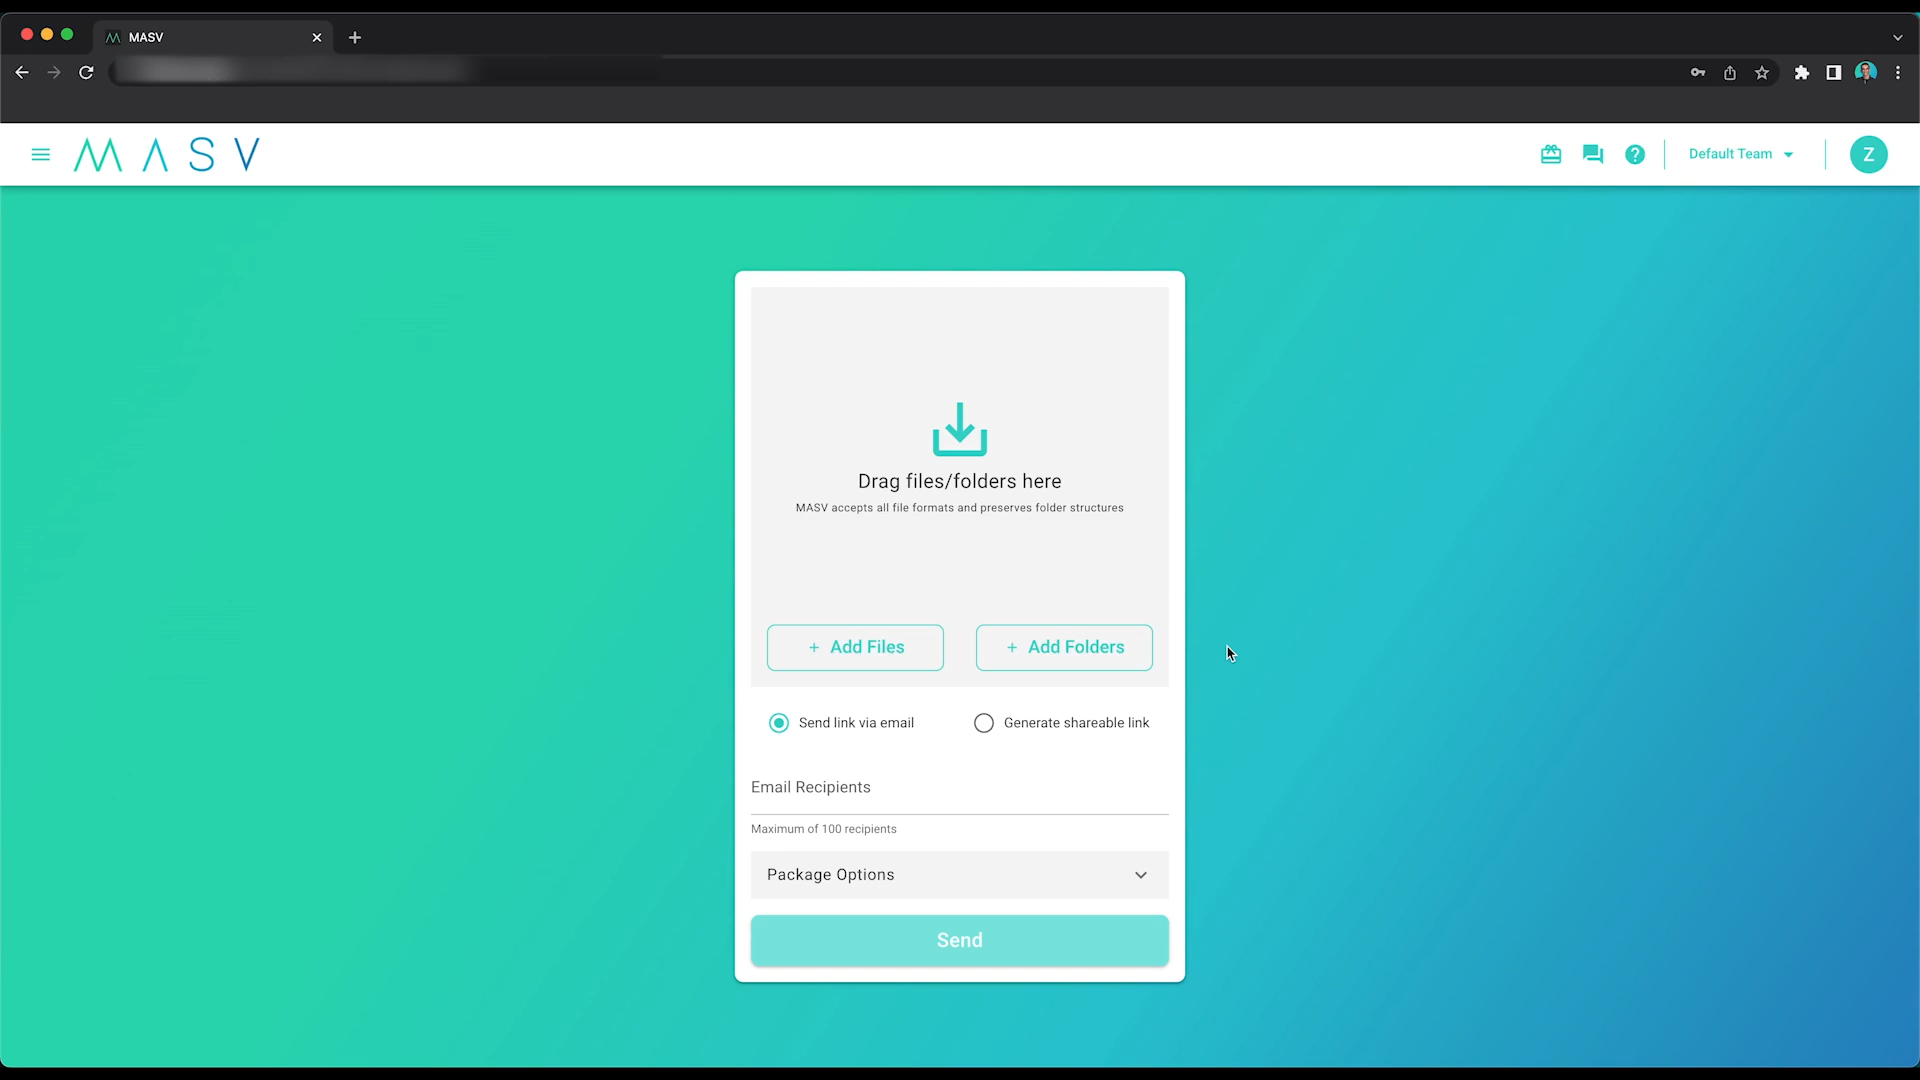 MASV
MASV
Default Team
Z
Drag files/folders here
MASV accepts all file formats and preserves folder structures
+ Add Files
+ Add Folders
Send link via email
Generate shareable link
Email Recipients
Maximum of 100 recipients
Package Options
Send